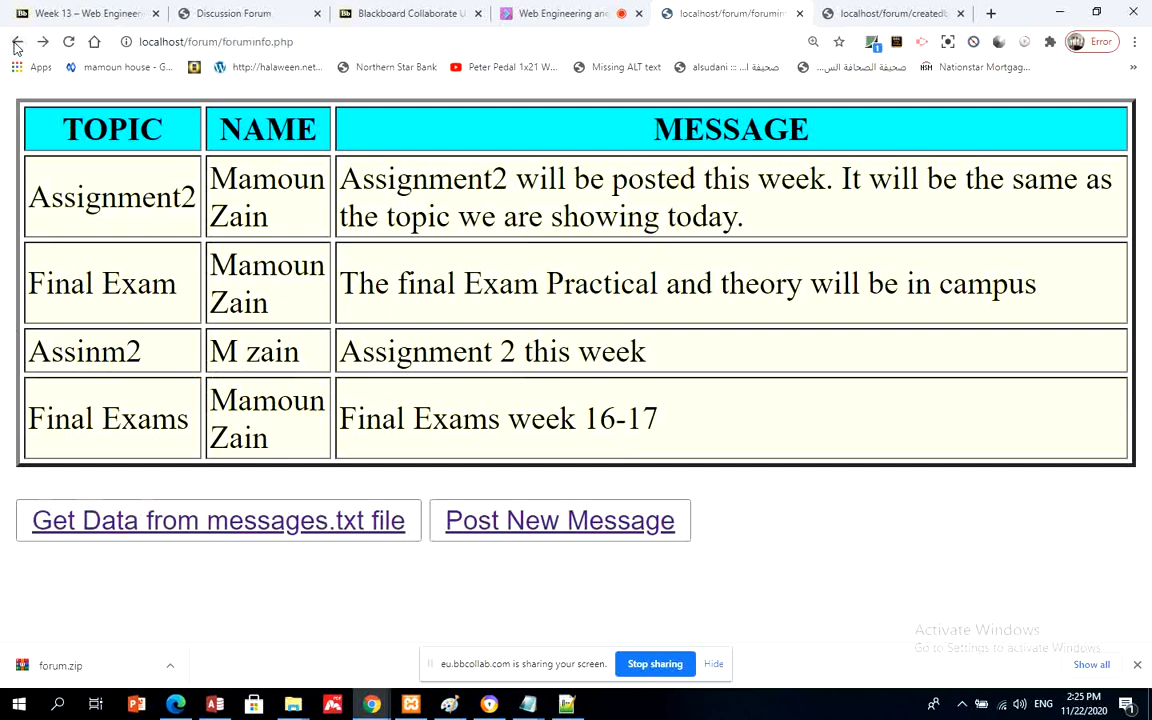 Week 13 – Web Engineer
Discussion Forum
Blackboard Collaborate U
Web Engineering an
localhost/forum/forumin
localhost/forum/createdb
localhost/forum/foruminfo.php
Error
Apps
mamoun house - G...
http://halaween.net...
Northern Star Bank
Peter Pedal 1x21 W...
Missing ALT text
alsudani ::: صحيفة ا...
صحيفة الصحافة الس...
Nationstar Mortgag...
TOPIC NAME MESSAGE
Assignment2
Mamoun
Zain
Assignment2 will be posted this week. It will be the same as
the topic we are showing today.
Final Exam
Mamoun
Zain
The final Exam Practical and theory will be in campus
Assinm2
M zain
Assignment 2 this week
Final Exams
Mamoun
Zain
Final Exams week 16-17
Get Data from messages.txt file
Post New Message
Activate Windows
Go to Settings to activate Windows.
forum.zip
eu.bbcollab.com is sharing your screen.
Stop sharing
Hide
Show all
ENG
2:25 PM
11/22/2020